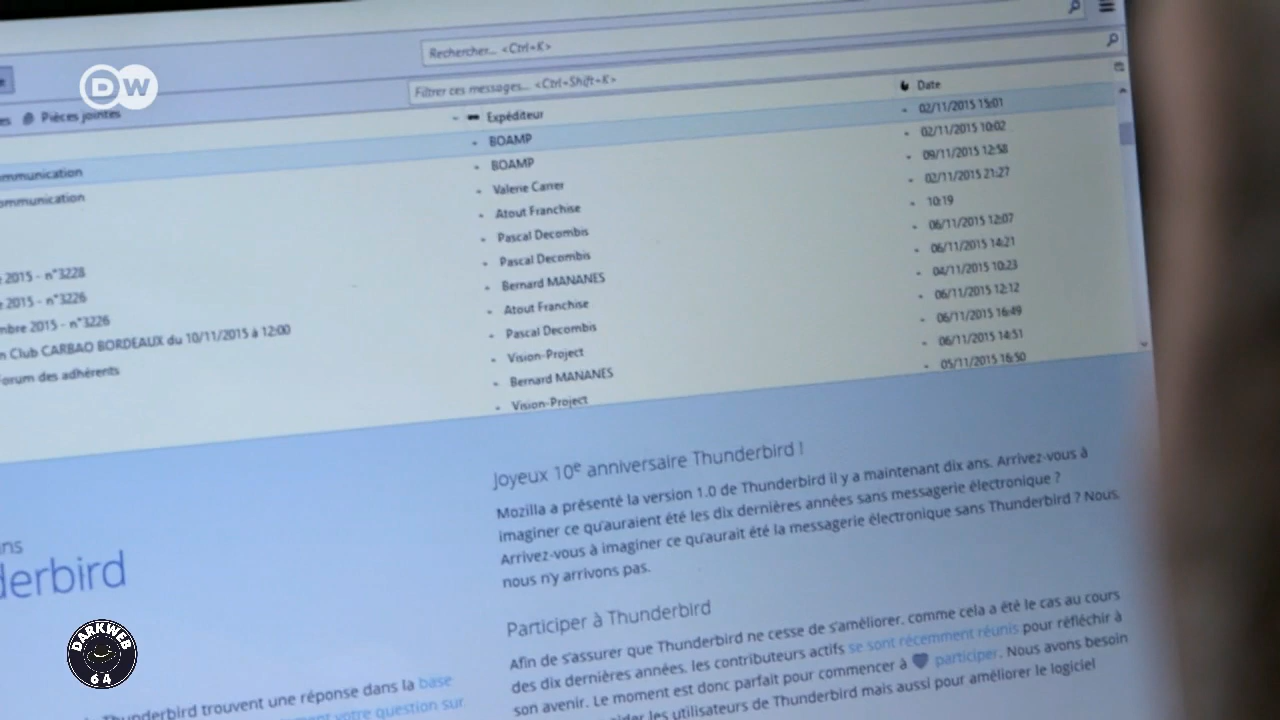 Rechercher... <Ctrl+K>
DW
Filtrer ces messages... <Ctrl+Shift+K>
Pièces jointes
Expéditeur
Date
BOAMP
02/11/2015 15:01
mmunication
BOAMP
02/11/2015 10:02
ommunication
Valerie Carrer
09/11/2015 12:58
Atout Franchise
02/11/2015 21:27
Pascal Decombis
10:19
2015 - n°3228
Pascal Decombis
06/11/2015 12:07
2015 - n°3226
Bernard MANANES
06/11/2015 14:21
mbre 2015 - n°3226
Atout Franchise
04/11/2015 10:23
n Club CARBAO BORDEAUX du 10/11/2015 à 12:00
Pascal Decombis
06/11/2015 12:12
orum des adhérents
Vision-Project
06/11/2015 16:49
Bernard MANANES
06/11/2015 14:51
Vision-Project
05/11/2015 16:50
Joyeux 10e anniversaire Thunderbird !
Mozilla a présenté la version 1.0 de Thunderbird il y a maintenant dix ans. Arrivez-vous à
imaginer ce qu'auraient été les dix dernières années sans messagerie électronique ?
Arrivez-vous à imaginer ce qu'aurait été la messagerie électronique sans Thunderbird ? Nous,
nous n'y arrivons pas.
ns
derbird
Participer à Thunderbird
Afin de s'assurer que Thunderbird ne cesse de s'améliorer, comme cela a été le cas au cours
des dix dernières années, les contributeurs actifs se sont récemment réunis pour réfléchir à
son avenir. Le moment est donc parfait pour commencer à participer. Nous avons besoin
ider les utilisateurs de Thunderbird mais aussi pour améliorer le logiciel
Thunderbird trouvent une réponse dans la base
ment votre question sur
DARKWEB
64